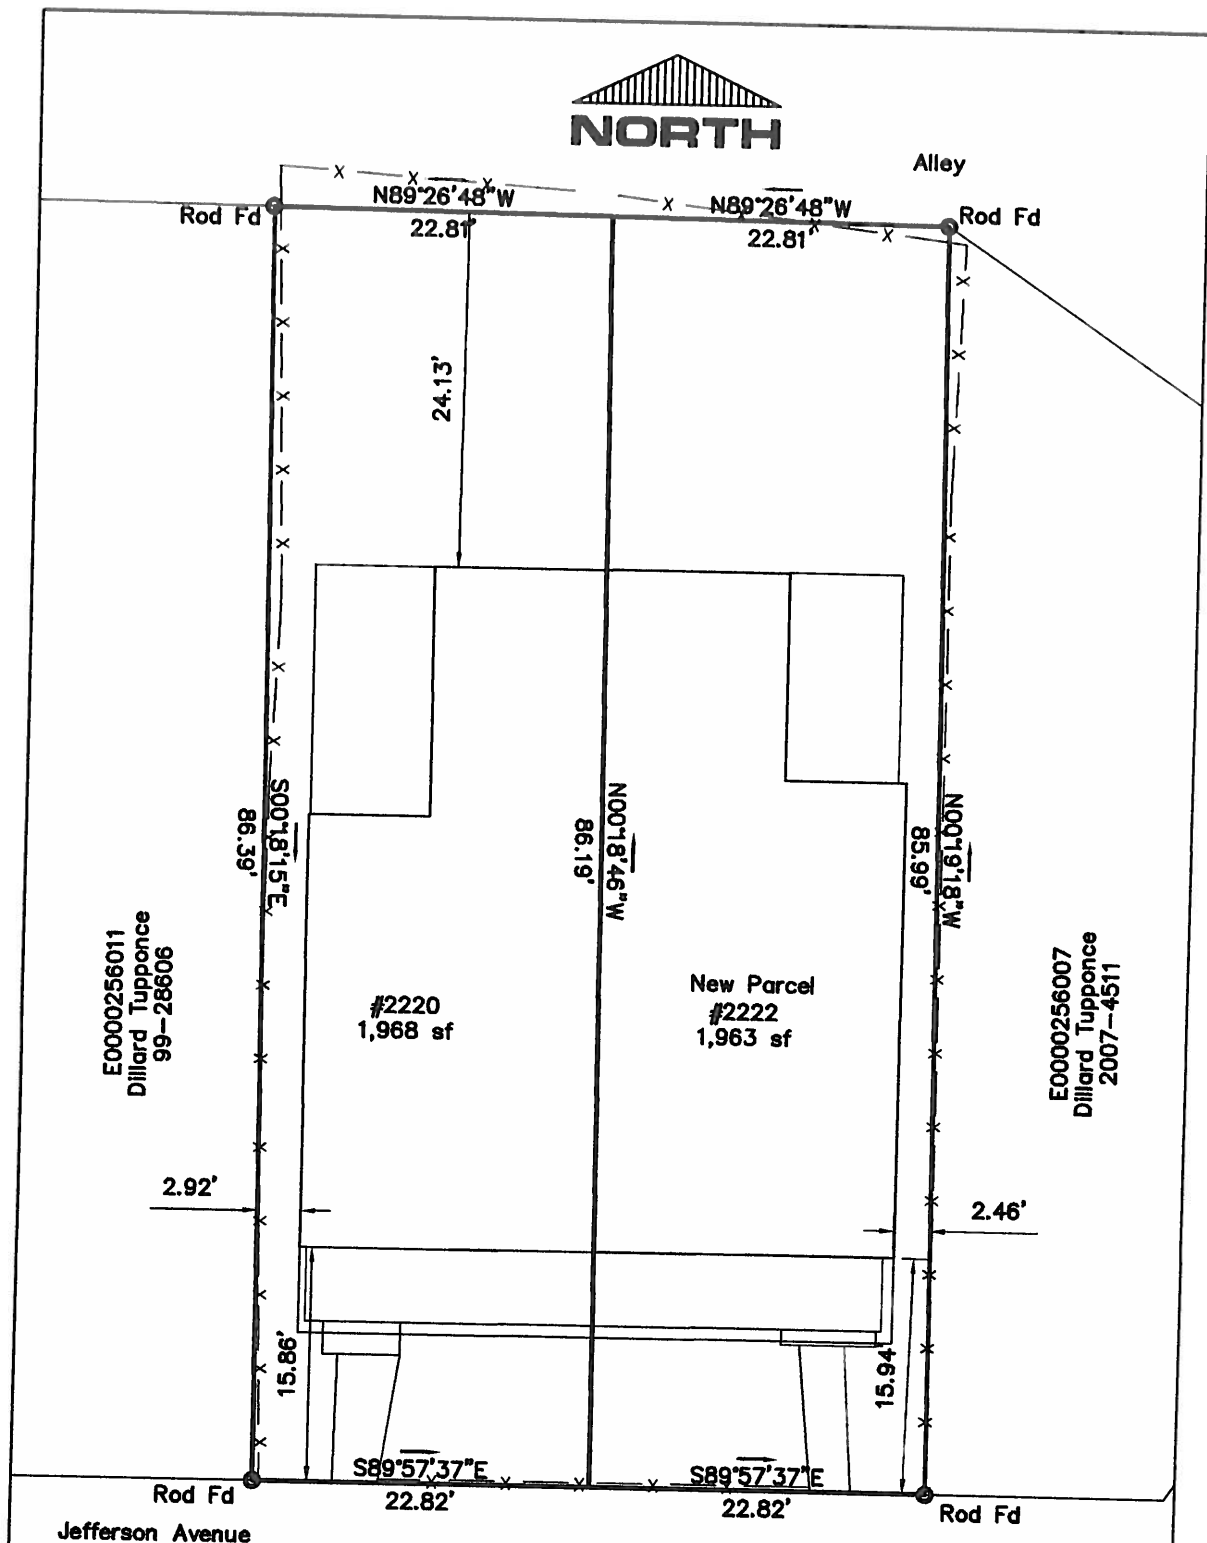 NORTH
Alley
Rod Fd
N89°26'48"W
22.81'
N89°26'48"W
22.81'
Rod Fd
24.13'
S00°18'15"E
86.39'
N00°18'46"W
86.19'
N00°19'18"W
85.99'
E0000256011
Dillard Tupponce
99-28606
#2220
1,968 sf
New Parcel
#2222
1,963 sf
E0000256007
Dillard Tupponce
2007-4511
2.92'
2.46'
15.86'
15.94'
S89°57'37"E
22.82'
S89°57'37"E
22.82'
Rod Fd
Rod Fd
Jefferson Avenue